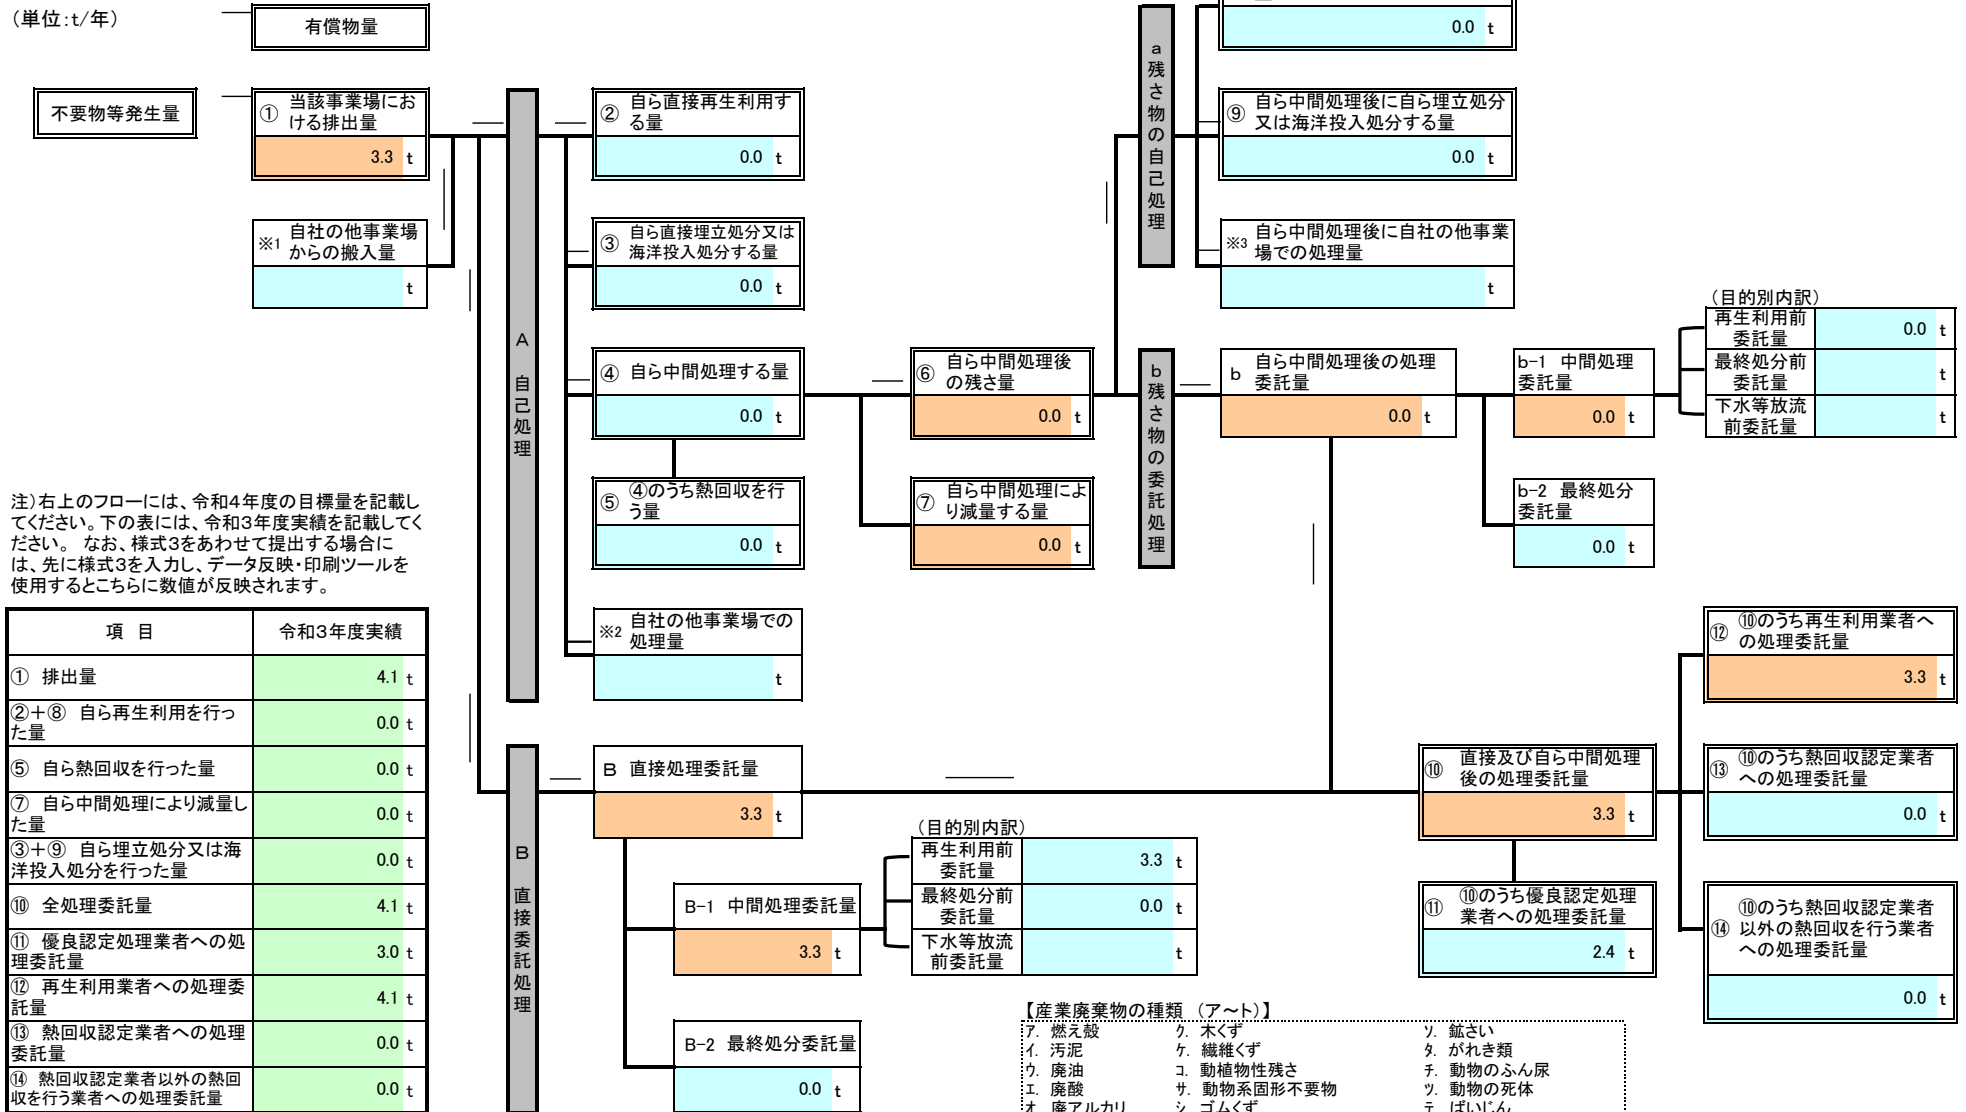 (単位:t/年)
有償物量
0.0 t
不要物等発生量
① 当該事業場にお
ける排出量
3.3 t
② 自ら直接再生利用す
る量
0.0 t
a
残
さ
物
の
自
己
処
理
⑨ 自ら中間処理後に自ら埋立処分
又は海洋投入処分する量
0.0 t
※1 自社の他事業場
からの搬入量
t
③ 自ら直接埋立処分又は
海洋投入処分する量
0.0 t
※3 自ら中間処理後に自社の他事業
場での処理量
t
A
自
己
処
理
④ 自ら中間処理する量
0.0 t
⑥ 自ら中間処理後
の残さ量
0.0 t
b
残
さ
物
の
委
託
処
理
b 自ら中間処理後の処理
委託量
0.0 t
b-1 中間処理
委託量
0.0 t
(目的別内訳)
再生利用前
委託量
0.0 t
最終処分前
委託量
t
下水等放流
前委託量
t
⑤ ④のうち熱回収を行
う量
0.0 t
⑦ 自ら中間処理によ
り減量する量
0.0 t
b-2 最終処分
委託量
0.0 t
注)右上のフローには、令和4年度の目標量を記載し
てください。下の表には、令和3年度実績を記載してく
ださい。 なお、様式3をあわせて提出する場合に
は、先に様式3を入力し、データ反映・印刷ツールを
使用するとこちらに数値が反映されます。
※2 自社の他事業場での
処理量
t
項 目 令和3年度実績
① 排出量 4.1 t
②+⑧ 自ら再生利用を行っ
た量 0.0 t
⑤ 自ら熱回収を行った量 0.0 t
⑦ 自ら中間処理により減量し
た量 0.0 t
③+⑨ 自ら埋立処分又は海
洋投入処分を行った量 0.0 t
⑩ 全処理委託量 4.1 t
⑪ 優良認定処理業者への処
理委託量 3.0 t
⑫ 再生利用業者への処理委
託量 4.1 t
⑬ 熱回収認定業者への処理
委託量 0.0 t
⑭ 熱回収認定業者以外の熱回
収を行う業者への処理委託量 0.0 t
B
直
接
委
託
処
理
B 直接処理委託量
3.3 t
B-1 中間処理委託量
3.3 t
(目的別内訳)
再生利用前
委託量
3.3 t
最終処分前
委託量
0.0 t
下水等放流
前委託量
t
B-2 最終処分委託量
0.0 t
⑩ 直接及び自ら中間処理
後の処理委託量
3.3 t
⑪ ⑩のうち優良認定処理
業者への処理委託量
2.4 t
⑫ ⑩のうち再生利用業者へ
の処理委託量
3.3 t
⑬ ⑩のうち熱回収認定業者
への処理委託量
0.0 t
⑭ ⑩のうち熱回収認定業者
以外の熱回収を行う業者
への処理委託量
0.0 t
【産業廃棄物の種類 (ア~ト)】
ア. 燃え殻 ク. 木くず ソ. 鉱さい
イ. 汚泥 ケ. 繊維くず タ. がれき類
ウ. 廃油 コ. 動植物性残さ チ. 動物のふん尿
エ. 廃酸 サ. 動物系固形不要物 ツ. 動物の死体
オ. 廃アルカリ シ. ゴムくず テ. ばいじん